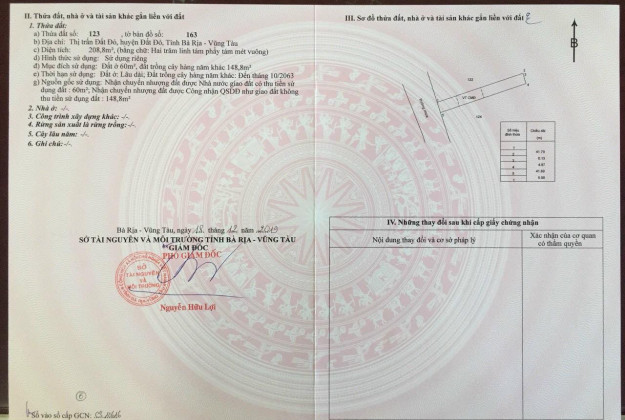 II. Thửa đất, nhà ở và tài sản khác gắn liền với đất
1. Thửa đất:
a) Thửa đất số: 123 , tờ bản đồ số: 163
b) Địa chỉ: Thị trấn Đất Đỏ, huyện Đất Đỏ, Tỉnh Bà Rịa - Vũng Tàu
c) Diện tích: 208,8m², (bằng chữ: Hai trăm linh tám phẩy tám mét vuông)
d) Hình thức sử dụng: Sử dụng riêng
đ) Mục đích sử dụng: Đất ở 60m², đất trồng cây hàng năm khác 148,8m²
e) Thời hạn sử dụng: Đất ở: Lâu dài; Đất trồng cây hàng năm khác: Đến tháng 10/2063
g) Nguồn gốc sử dụng: Nhận chuyển nhượng đất được Nhà nước giao đất có thu tiền sử
dụng đất : 60m²; Nhận chuyển nhượng đất được Công nhận QSDĐ như giao đất không
thu tiền sử dụng đất : 148,8m²
2. Nhà ở: -/-
3. Công trình xây dựng khác: -/-
4. Rừng sản xuất là rừng trồng: -/-
5. Cây lâu năm: -/-
6. Ghi chú: -/-
Bà Rịa - Vũng Tàu, ngày 18 tháng 12 năm 2019
SỞ TÀI NGUYÊN VÀ MÔI TRƯỜNG TỈNH BÀ RỊA - VŨNG TÀU
GIÁM ĐỐC
PHÓ GIÁM ĐỐC
SỞ
TÀI NGUYÊN
VÀ
MÔI TRƯỜNG
Nguyễn Hữu Lợi
Số vào sổ cấp GCN:
III. Sơ đồ thửa đất, nhà ở và tài sản khác gắn liền với đất
B
IV. Những thay đổi sau khi cấp giấy chứng nhận
Nội dung thay đổi và cơ sở pháp lý
Xác nhận của cơ quan
có thẩm quyền